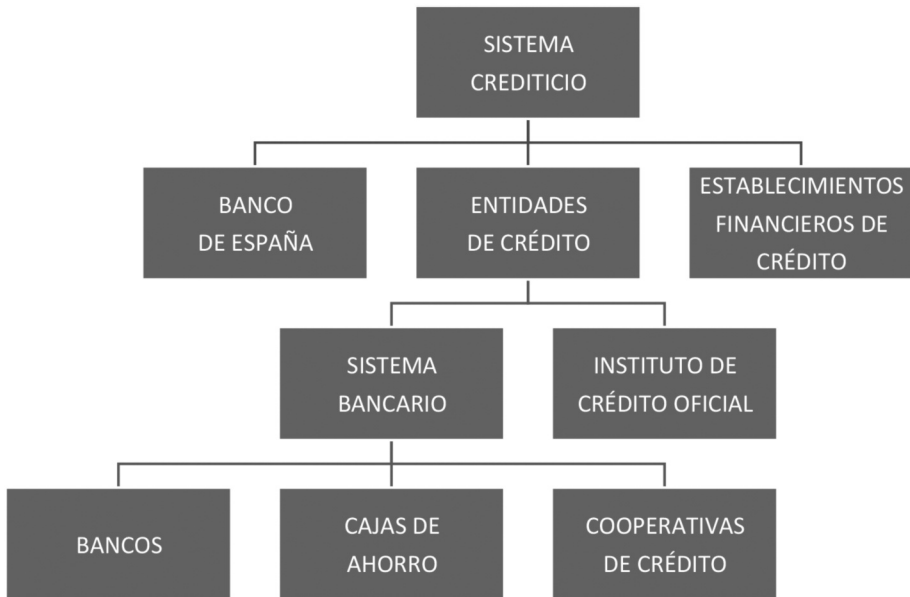 SISTEMA
CREDITICIO
BANCO
DE ESPAÑA
ENTIDADES
DE CRÉDITO
ESTABLECIMIENTOS
FINANCIEROS DE
CRÉDITO
SISTEMA
BANCARIO
INSTITUTO DE
CRÉDITO OFICIAL
BANCOS
CAJAS DE
AHORRO
COOPERATIVAS
DE CRÉDITO